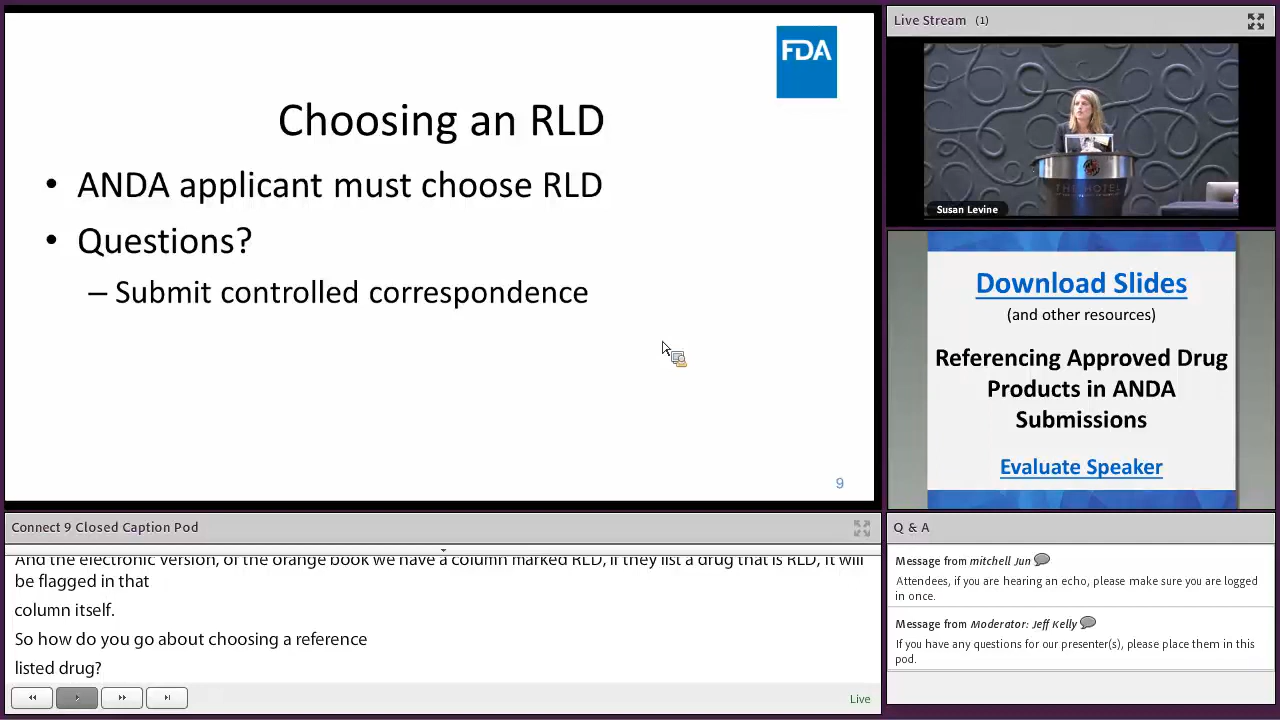 FDA
Choosing an RLD
• ANDA applicant must choose RLD
• Questions?
– Submit controlled correspondence
9
Live Stream (1)
THE HOTEL
Susan Levine
Download Slides
(and other resources)
Referencing Approved Drug
Products in ANDA
Submissions
Evaluate Speaker
Connect 9 Closed Caption Pod
And the electronic version, of the orange book we have a column marked RLD, if they list a drug that is RLD, it will
be flagged in that
column itself.
So how do you go about choosing a reference
listed drug?
Live
Q & A
Message from mitchell Jun
Attendees, if you are hearing an echo, please make sure you are logged
in once.
Message from Moderator: Jeff Kelly
If you have any questions for our presenter(s), please place them in this
pod.